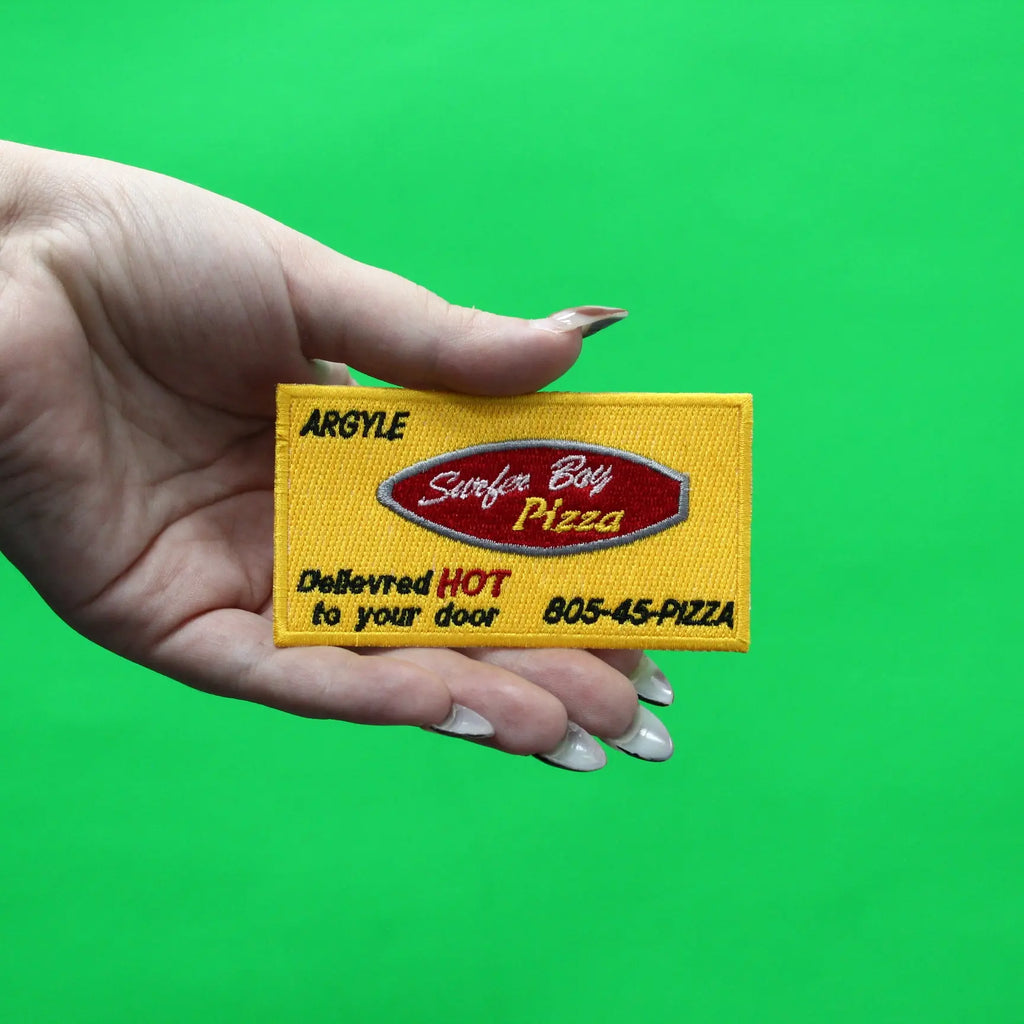 ARGYLE
Surfer Boy
Pizza
Delievred HOT
to your door
805-45-PIZZA